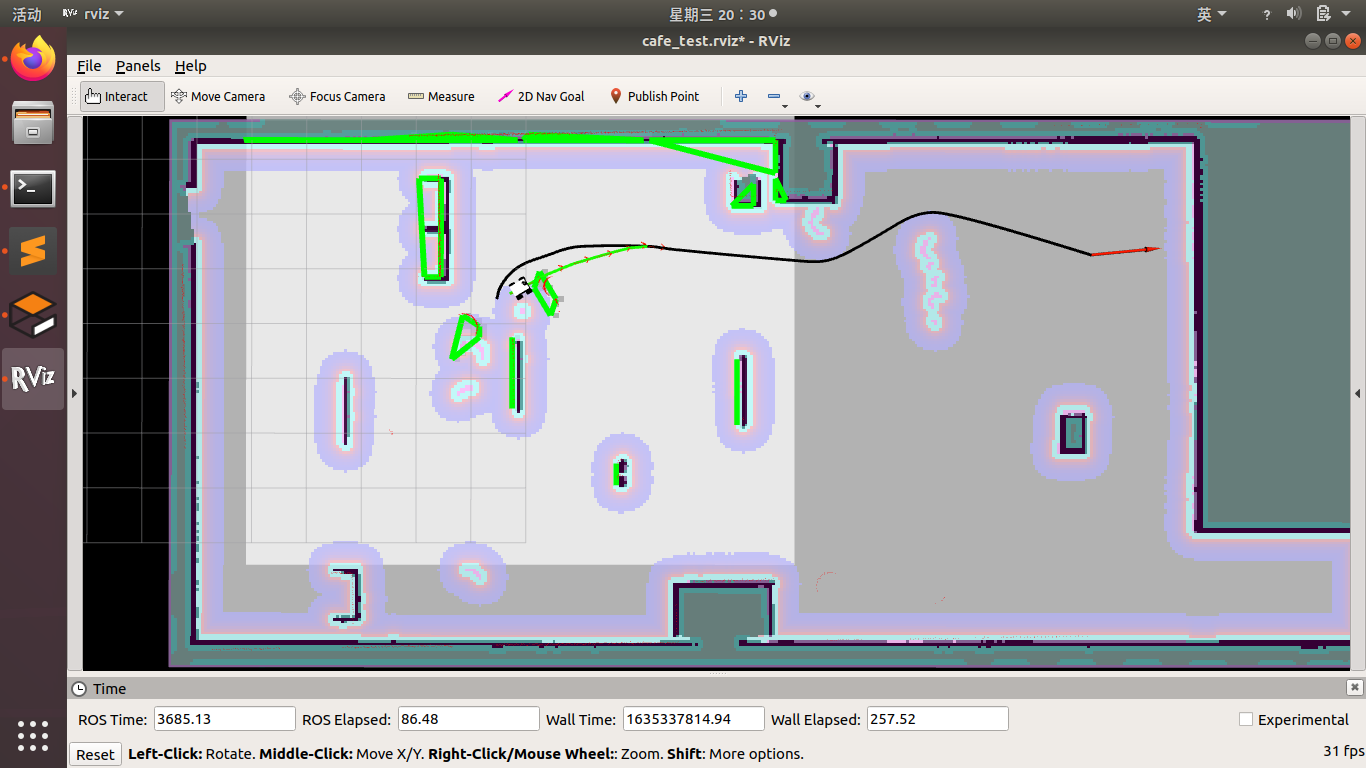 活动 RViz rviz 星期三 20：30 英 ?
cafe_test.rviz* - RViz
File Panels Help
Interact Move Camera Focus Camera Measure 2D Nav Goal Publish Point
RViz
Time
ROS Time: 3685.13 ROS Elapsed: 86.48 Wall Time: 1635337814.94 Wall Elapsed: 257.52 Experimental
Reset Left-Click: Rotate. Middle-Click: Move X/Y. Right-Click/Mouse Wheel:: Zoom. Shift: More options. 31 fps